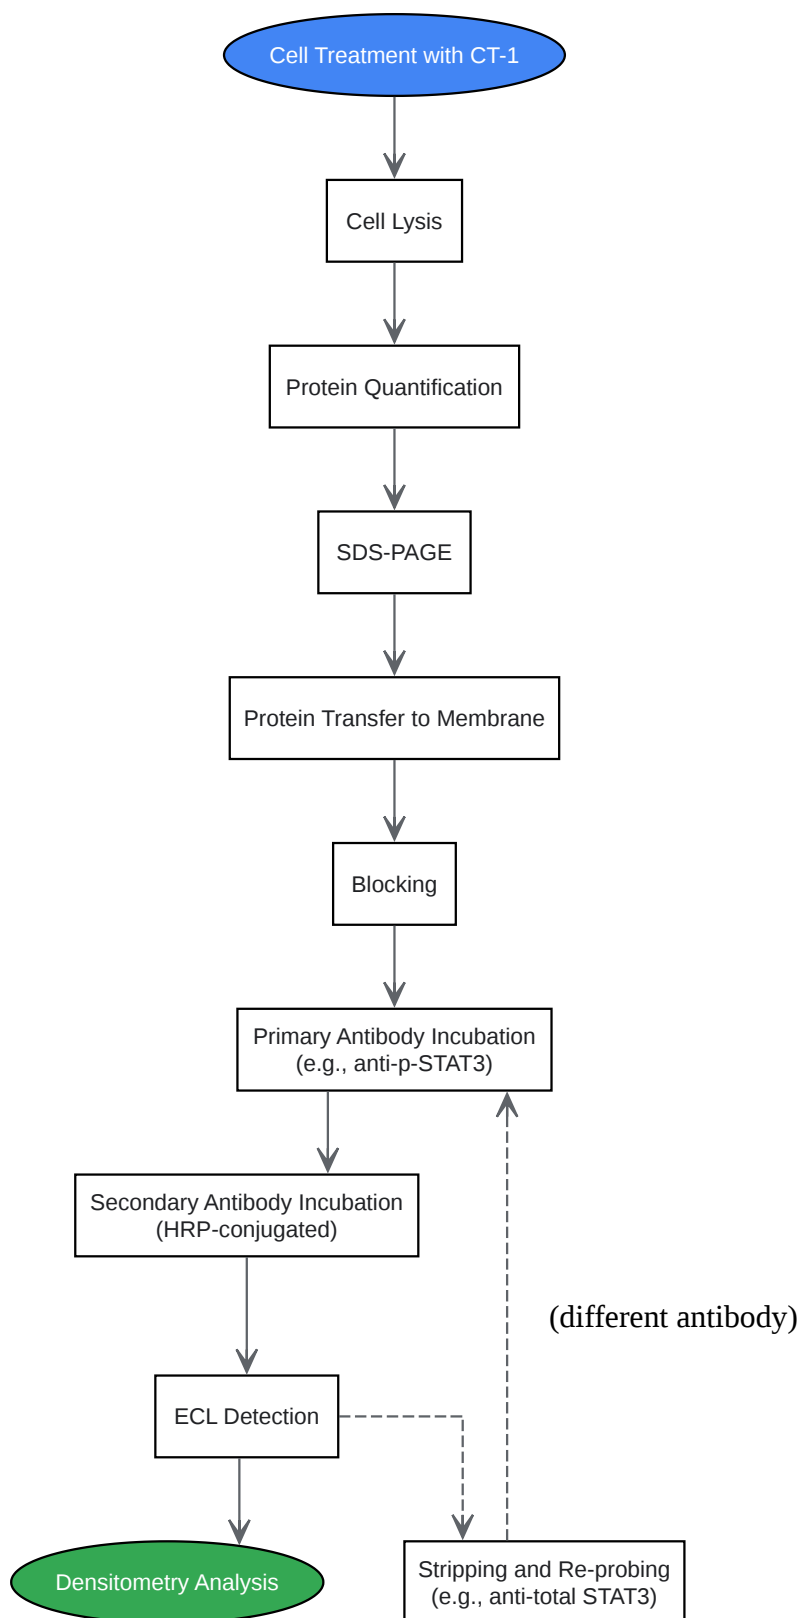 Cell Treatment with CT-1
Cell Lysis
Protein Quantification
SDS-PAGE
Protein Transfer to Membrane
Blocking
Primary Antibody Incubation
(e.g., anti-p-STAT3)
Secondary Antibody Incubation
(HRP-conjugated)
(different antibody)
ECL Detection
Densitometry Analysis
Stripping and Re-probing
(e.g., anti-total STAT3)